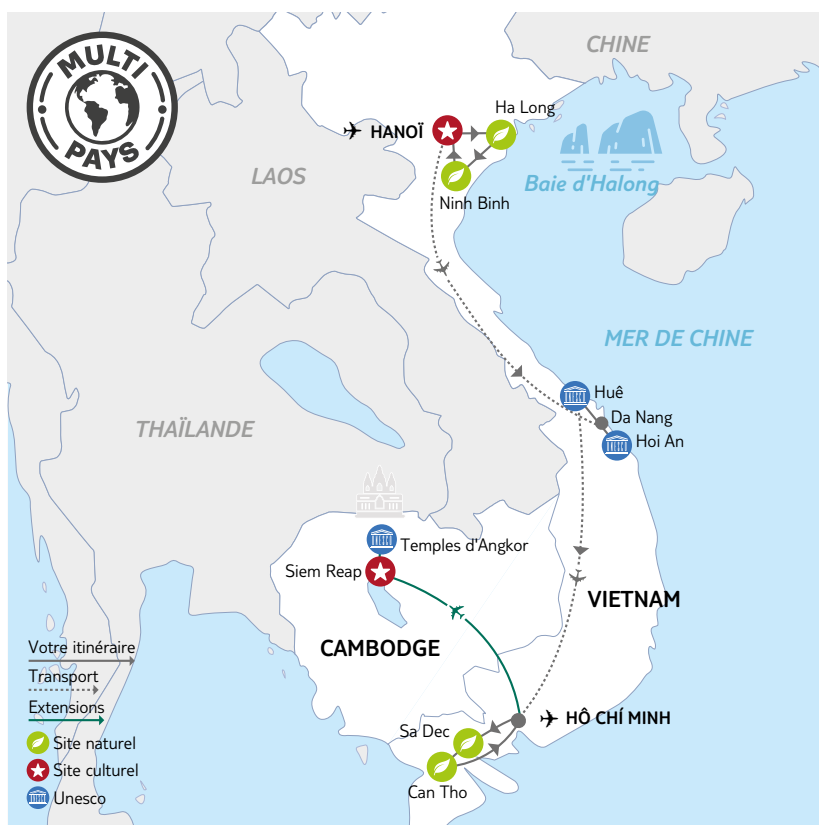 MULTI
PAYS
CHINE
Ha Long
HANOÏ
LAOS
Baie d'Halong
Ninh Binh
MER DE CHINE
Huê
Da Nang
THAÏLANDE
Hoi An
Temples d'Angkor
Siem Reap
VIETNAM
CAMBODGE
Votre itinéraire
Transport
Extensions
HÔ CHÍ MINH
Sa Dec
Site naturel
Site culturel
Can Tho
Unesco